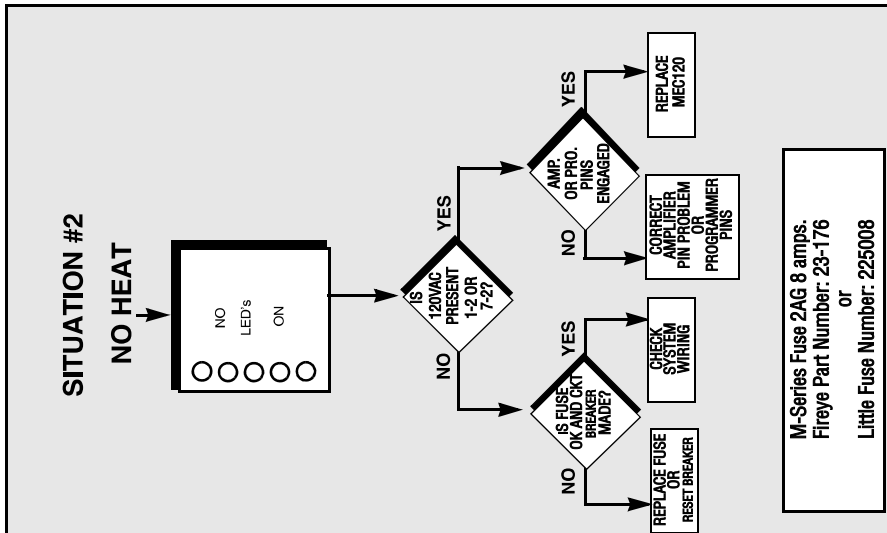 SITUATION #2
NO HEAT
NO
LED's
ON
IS
120VAC
PRESENT
1-2 OR
7-2?
NO
YES
IS FUSE
OK AND CKT
BREAKER
MADE?
NO
YES
REPLACE FUSE
OR
RESET BREAKER
CHECK
SYSTEM
WIRING
AMP.
OR PRO.
PINS
ENGAGED
NO
YES
CORRECT
AMPLIFIER
PIN PROBLEM
OR
PROGRAMMER
PINS
REPLACE
MEC120
M-Series Fuse 2AG 8 amps.
Fireye Part Number: 23-176
or
Little Fuse Number: 225008